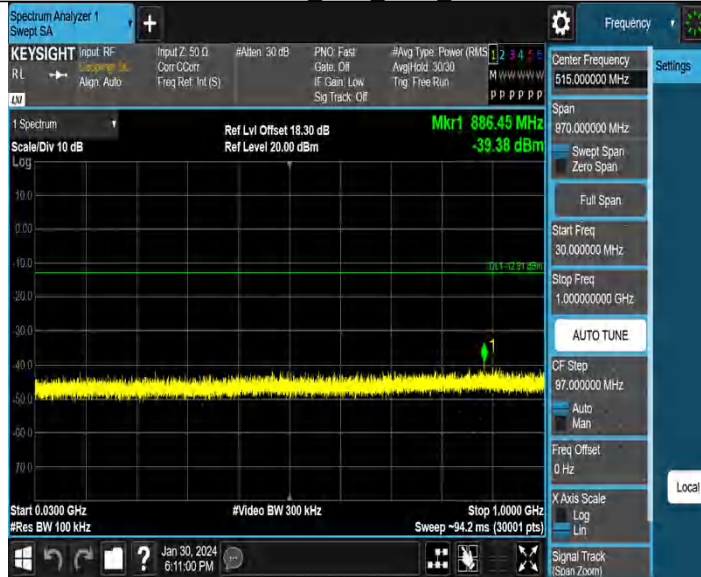 Spectrum Analyzer 1
Swept SA
+
Frequency
KEYSIGHT
RL
LXI
Input: RF
Align: Auto
Input Z: 50 Ω
Corr CCorr
Freq Ref: Int (S)
#Atten: 30 dB
PNO: Fast
Gate: Off
IF Gain: Low
Sig Track: Off
#Avg Type: Power (RMS
Avg|Hold: 30/30
Trig: Free Run
1 2 3 4 5 6
M W W W W W
P P P P P P
1 Spectrum
Scale/Div 10 dB
Log
Ref Lvl Offset 18.30 dB
Ref Level 20.00 dBm
Mkr1 886.45 MHz
-39.38 dBm
10.0
0.00
-10.0
-20.0
-30.0
-40.0
-50.0
-60.0
-70.0
1
Start 0.0300 GHz
#Res BW 100 kHz
#Video BW 300 kHz
Stop 1.0000 GHz
Sweep ~94.2 ms (30001 pts)
?
Jan 30, 2024
6:11:00 PM
Center Frequency
515.000000 MHz
Settings
Span
970.000000 MHz
Swept Span
Zero Span
Full Span
Start Freq
30.000000 MHz
Stop Freq
1.000000000 GHz
AUTO TUNE
CF Step
97.000000 MHz
Auto
Man
Freq Offset
0 Hz
Local
X Axis Scale
Log
Lin
Signal Track
(Span Zoom)